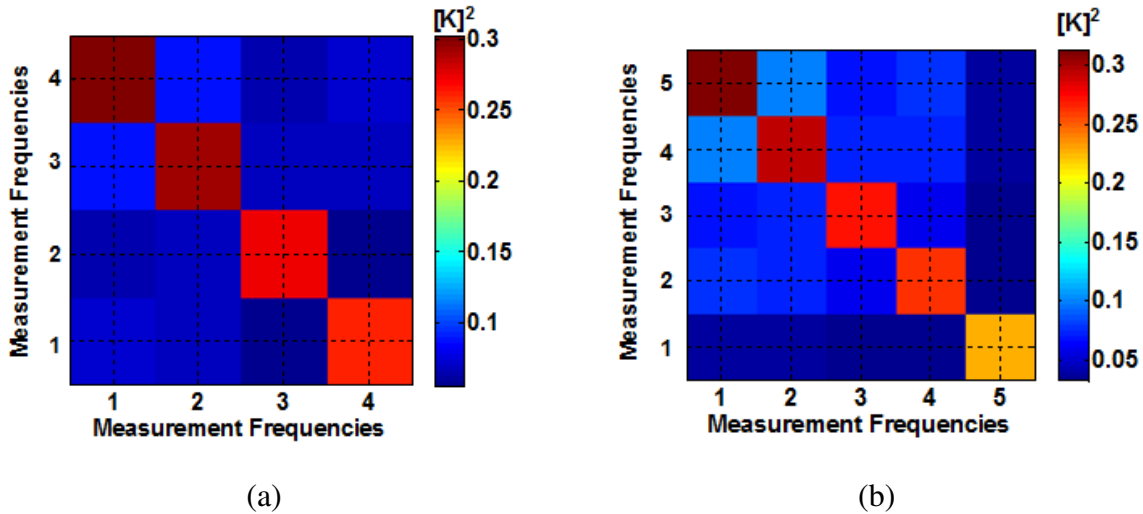 [K]²
0.3
0.25
0.2
0.15
0.1
4
3
2
1
Measurement Frequencies
1 2 3 4
Measurement Frequencies
(a)
[K]²
0.3
0.25
0.2
0.15
0.1
0.05
5
4
3
2
1
Measurement Frequencies
1 2 3 4 5
Measurement Frequencies
(b)